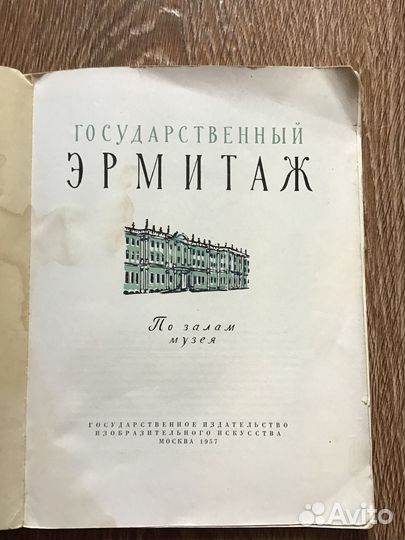 ГОСУДАРСТВЕННЫЙ
ЭРМИТАЖ
По залам
музея
ГОСУДАРСТВЕННОЕ ИЗДАТЕЛЬСТВО
ИЗОБРАЗИТЕЛЬНОГО ИСКУССТВА
МОСКВА 1957
Avito